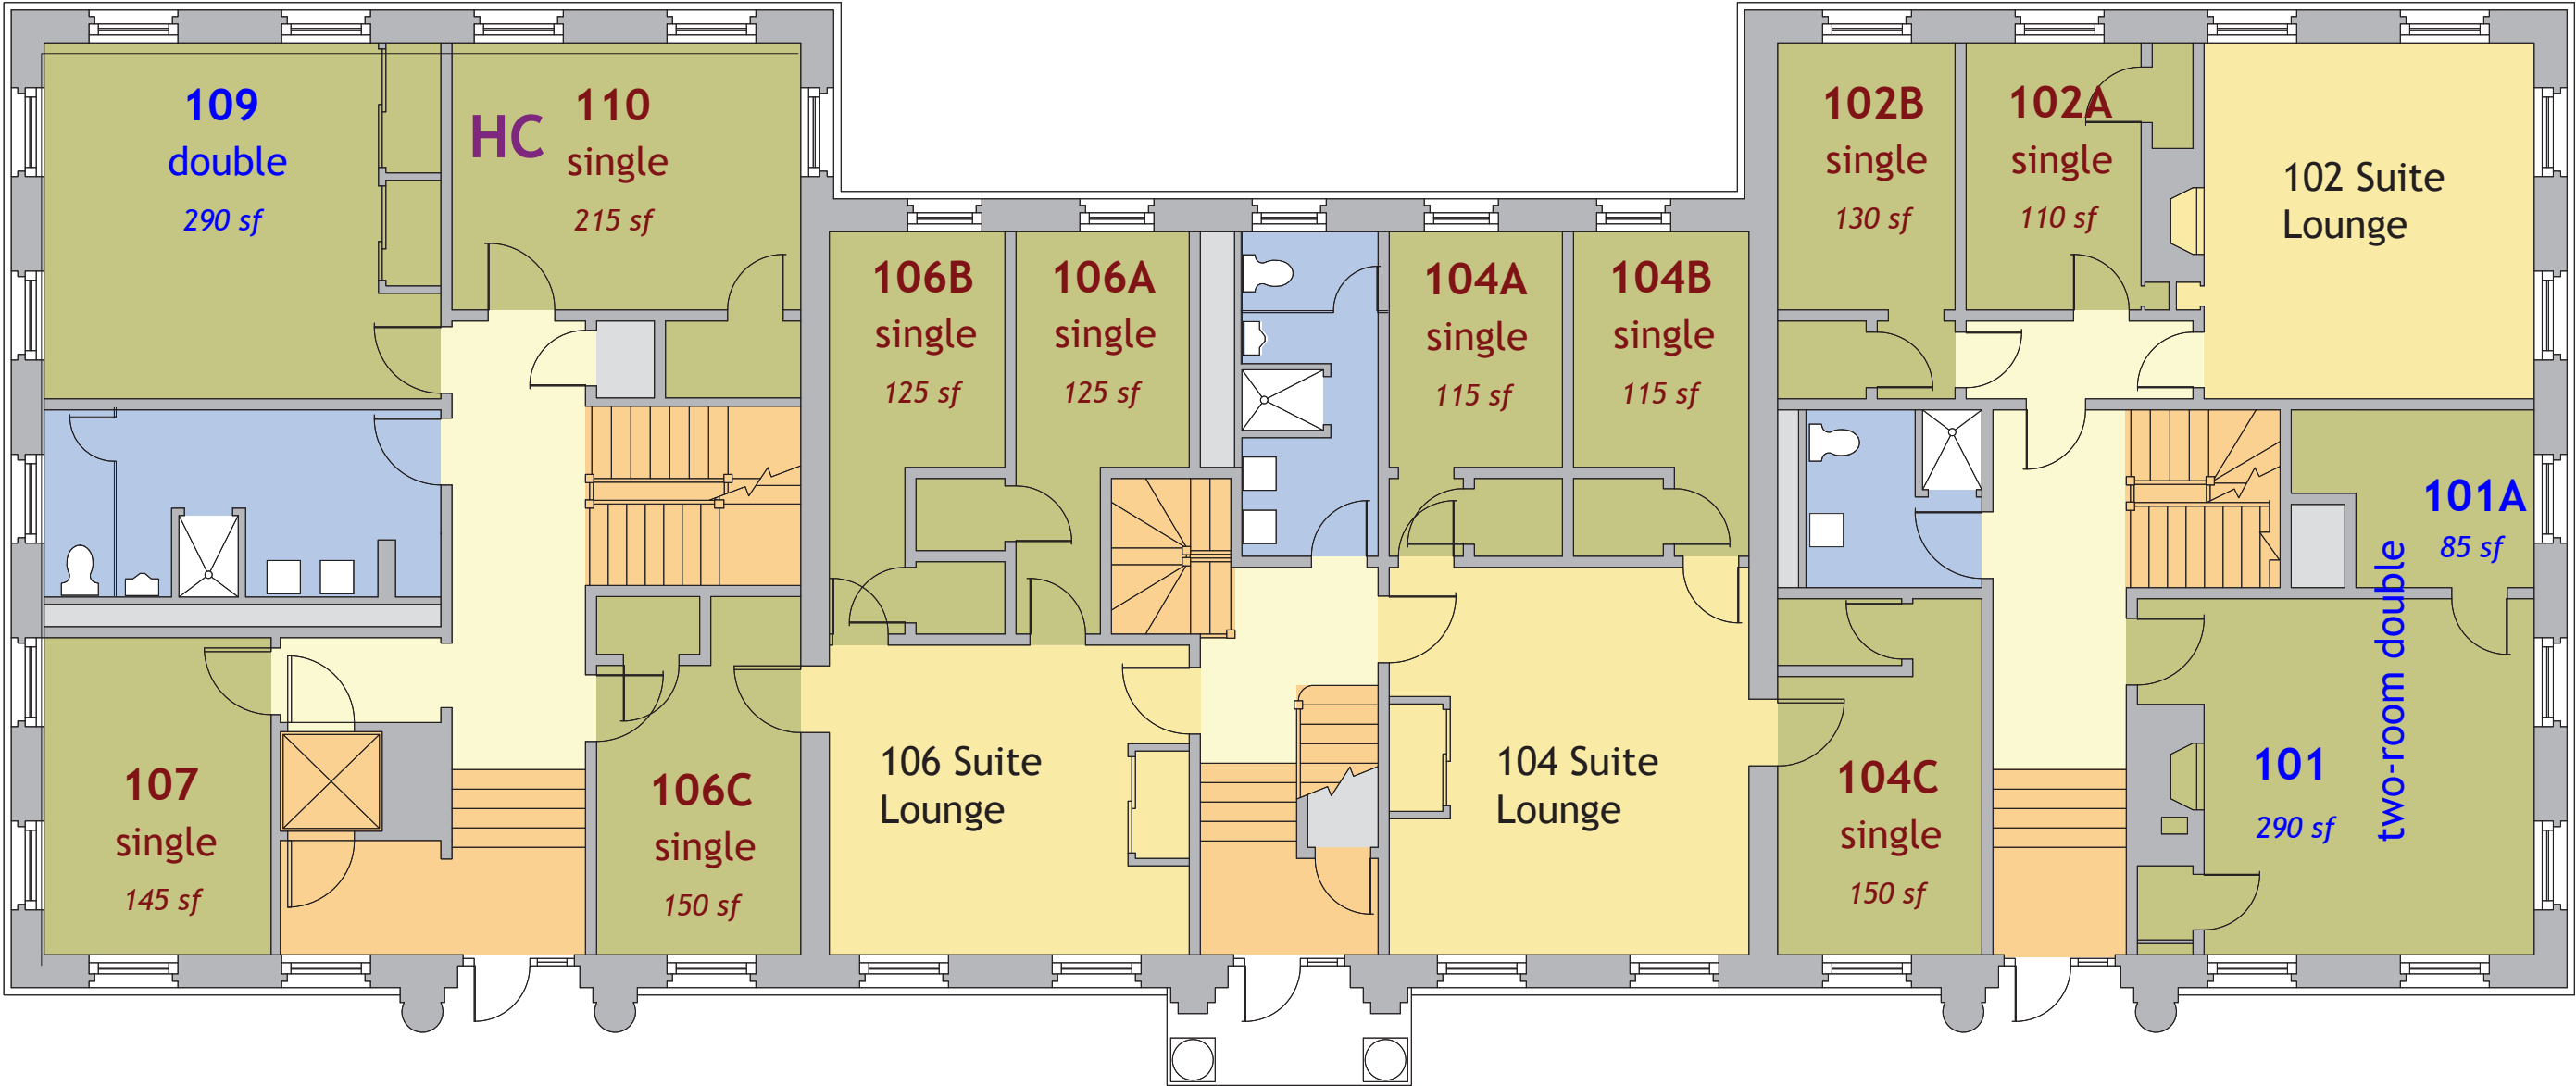 109
double
290 sf
HC
110
single
215 sf
102B
single
130 sf
102A
single
110 sf
102 Suite
Lounge
106B
single
125 sf
106A
single
125 sf
104A
single
115 sf
104B
single
115 sf
101A
85 sf
two-room double
107
single
145 sf
106C
single
150 sf
106 Suite
Lounge
104 Suite
Lounge
104C
single
150 sf
101
290 sf